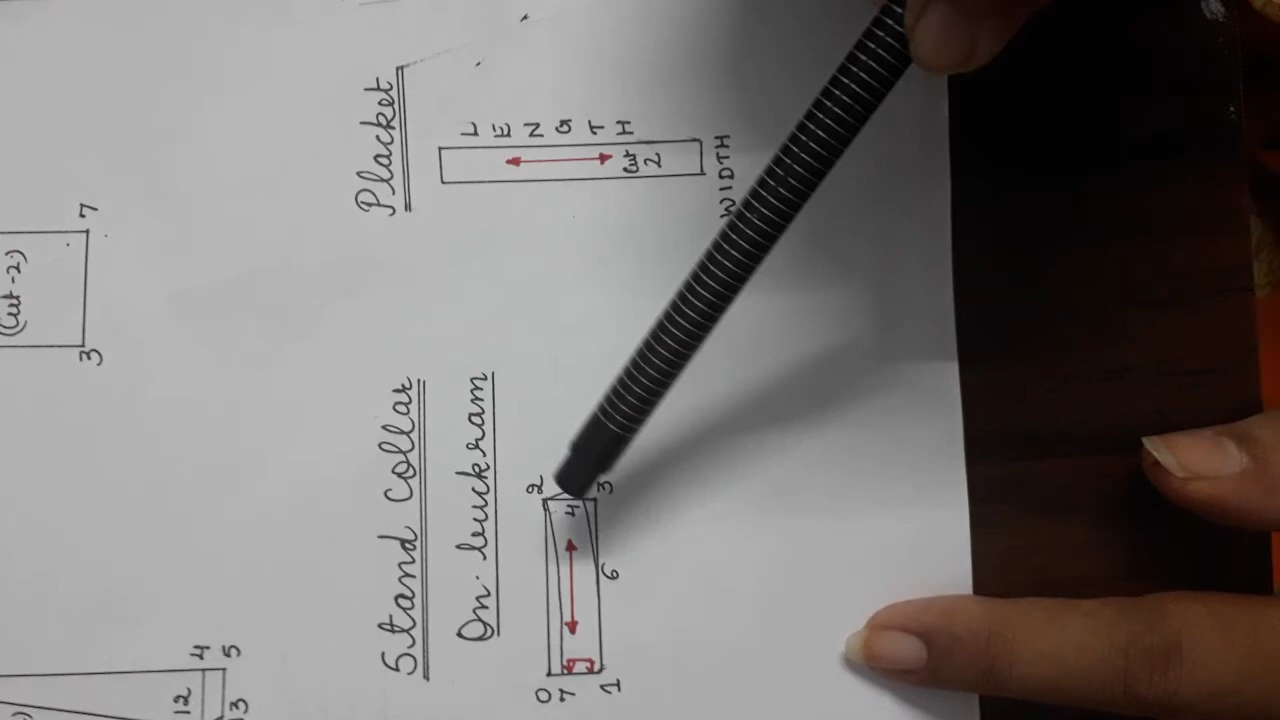 (Cut-2)
3 7
4
5
12
13
Stand collar
On buckram
0
7
1
2
4
3
6
Placket
LENGTH
Cut
2
WIDTH